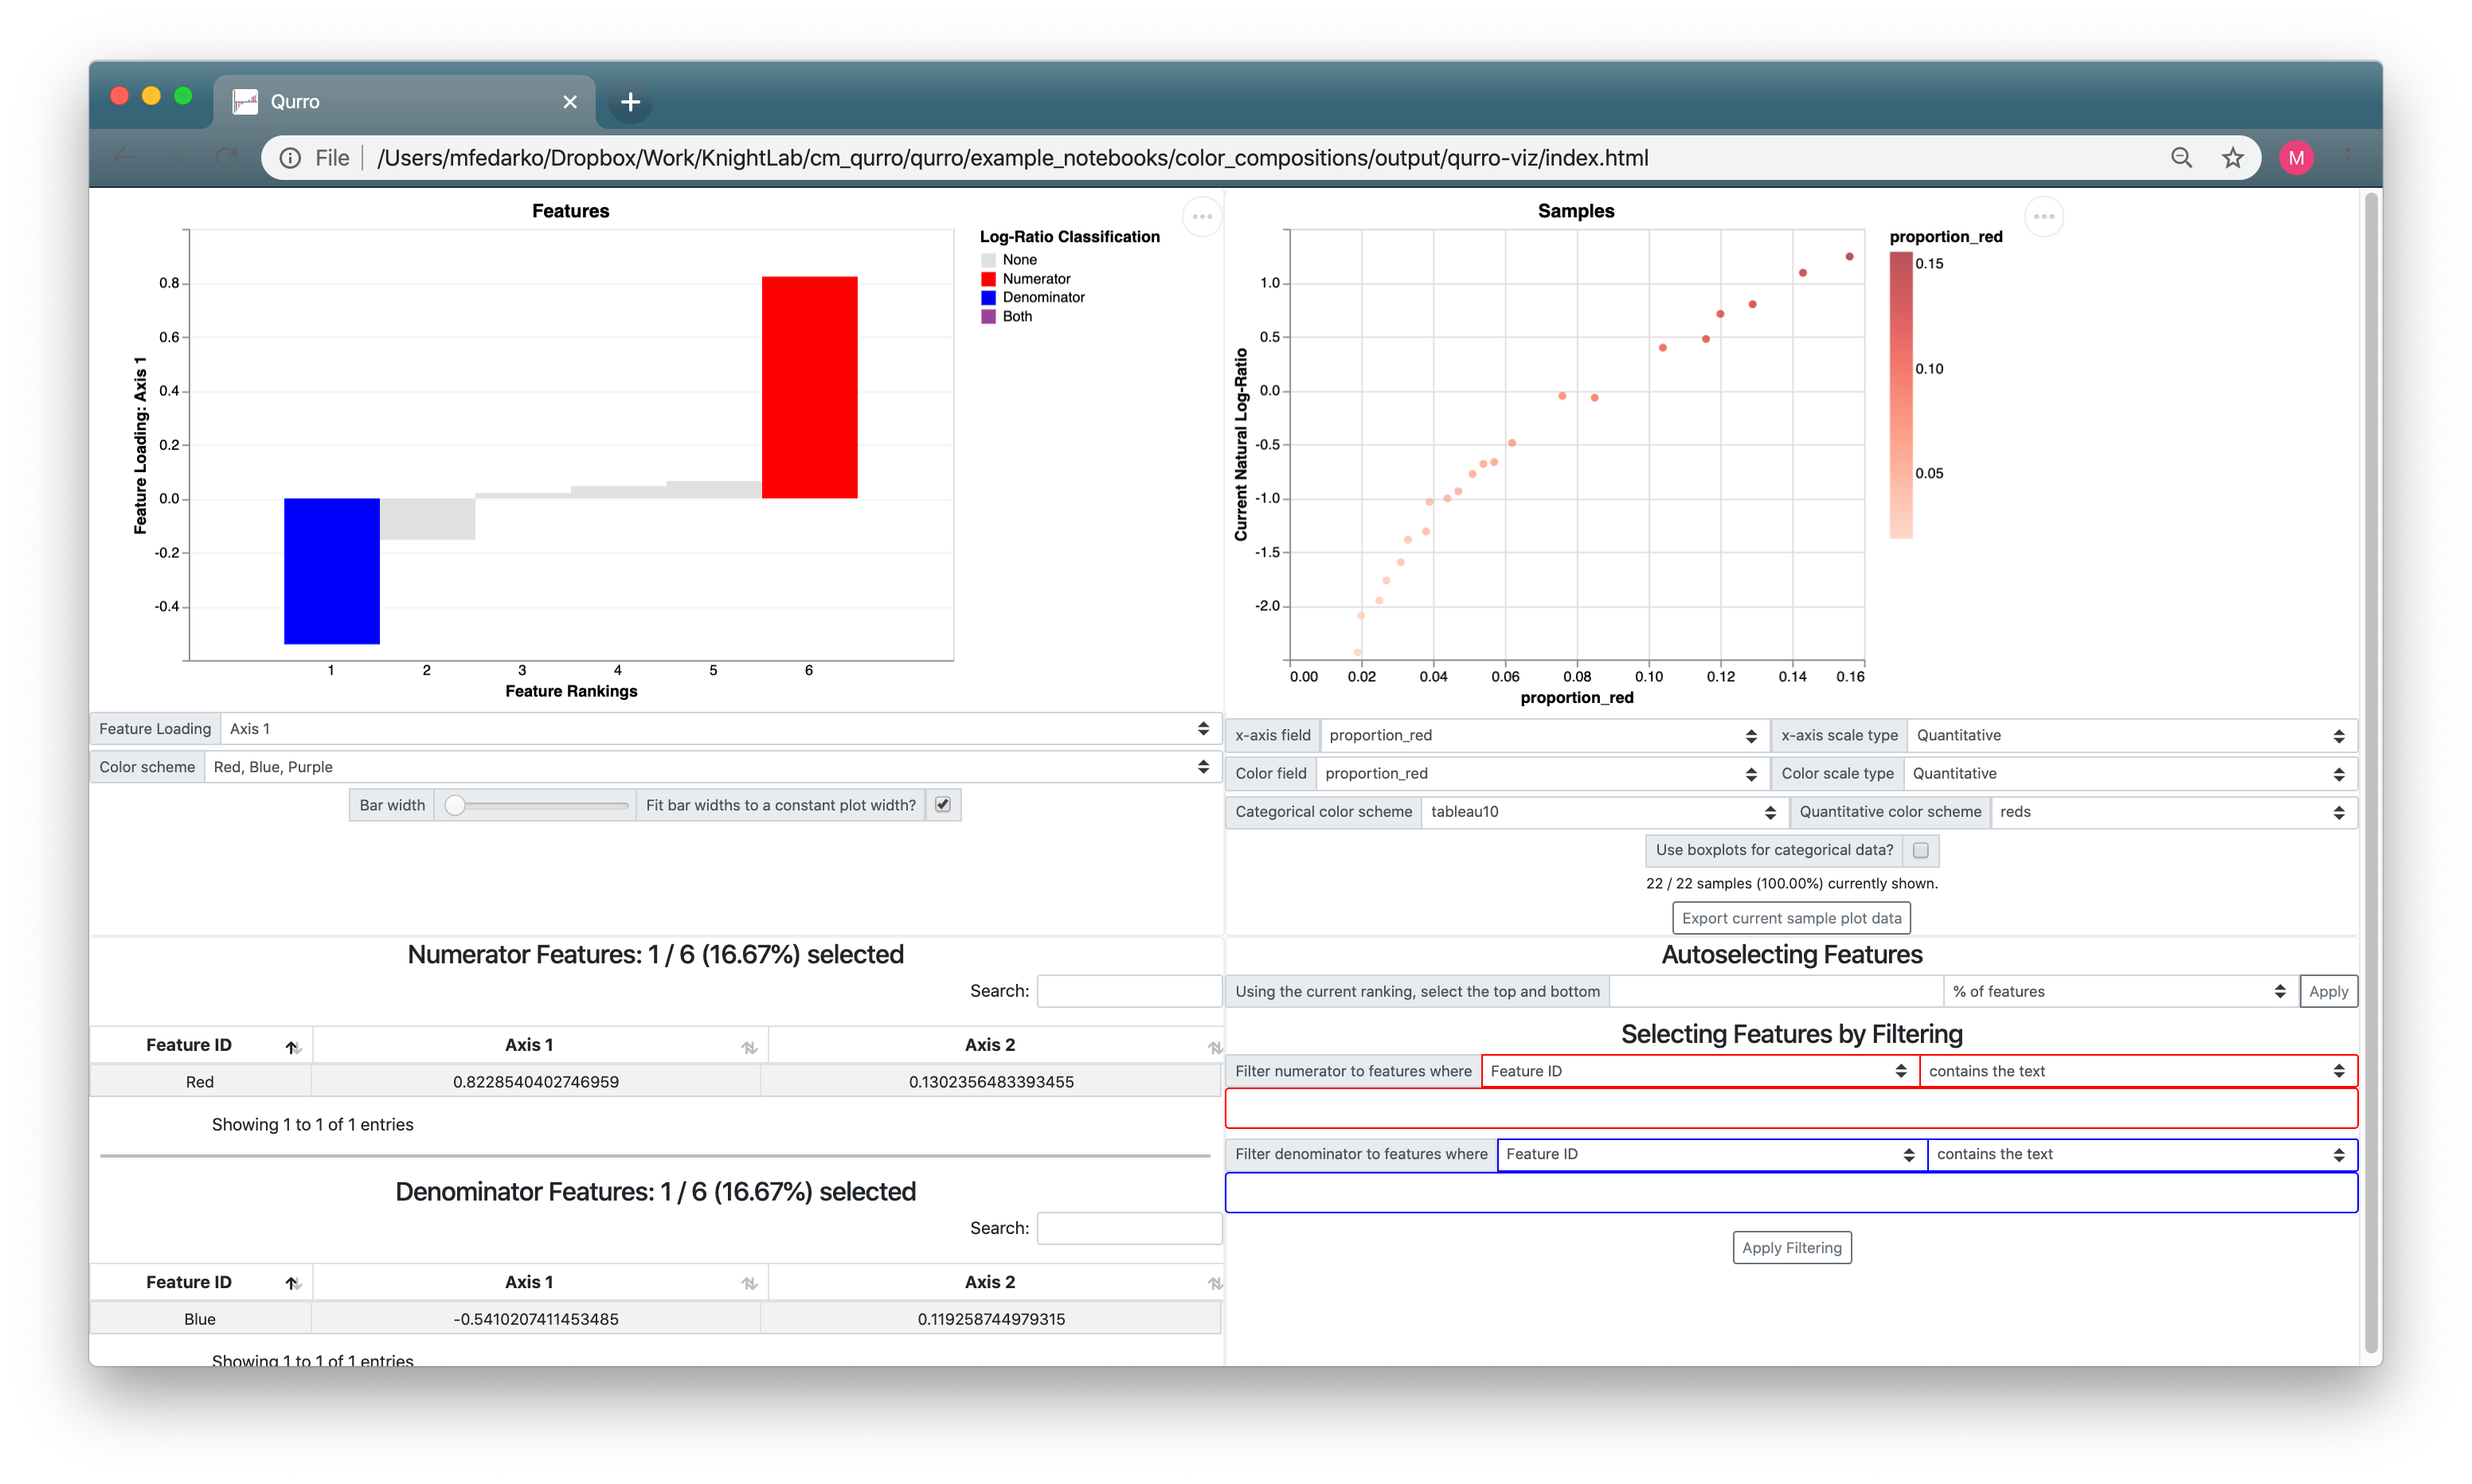 Qurro
File
/Users/mfedarko/Dropbox/Work/KnightLab/cm_qurro/qurro/example_notebooks/color_compositions/output/qurro-viz/index.html
M
Features
Feature Loading: Axis 1
0.8
0.6
0.4
0.2
0.0
-0.2
-0.4
1 2 3 4 5 6
Feature Rankings
Log-Ratio Classification
None
Numerator
Denominator
Both
Feature Loading Axis 1
Color scheme Red, Blue, Purple
Bar width Fit bar widths to a constant plot width?
Samples
Current Natural Log-Ratio
1.0
0.5
0.0
-0.5
-1.0
-1.5
-2.0
0.00 0.02 0.04 0.06 0.08 0.10 0.12 0.14 0.16
proportion_red
proportion_red
0.15
0.10
0.05
x-axis field proportion_red x-axis scale type Quantitative
Color field proportion_red Color scale type Quantitative
Categorical color scheme tableau10 Quantitative color scheme reds
Use boxplots for categorical data?
22 / 22 samples (100.00%) currently shown.
Export current sample plot data
Numerator Features: 1 / 6 (16.67%) selected
Search:
Feature ID Axis 1 Axis 2
Red 0.8228540402746959 0.1302356483393455
Showing 1 to 1 of 1 entries
Denominator Features: 1 / 6 (16.67%) selected
Search:
Feature ID Axis 1 Axis 2
Blue -0.5410207411453485 0.119258744979315
Showing 1 to 1 of 1 entries
Autoselecting Features
Using the current ranking, select the top and bottom % of features Apply
Selecting Features by Filtering
Filter numerator to features where Feature ID contains the text
Filter denominator to features where Feature ID contains the text
Apply Filtering